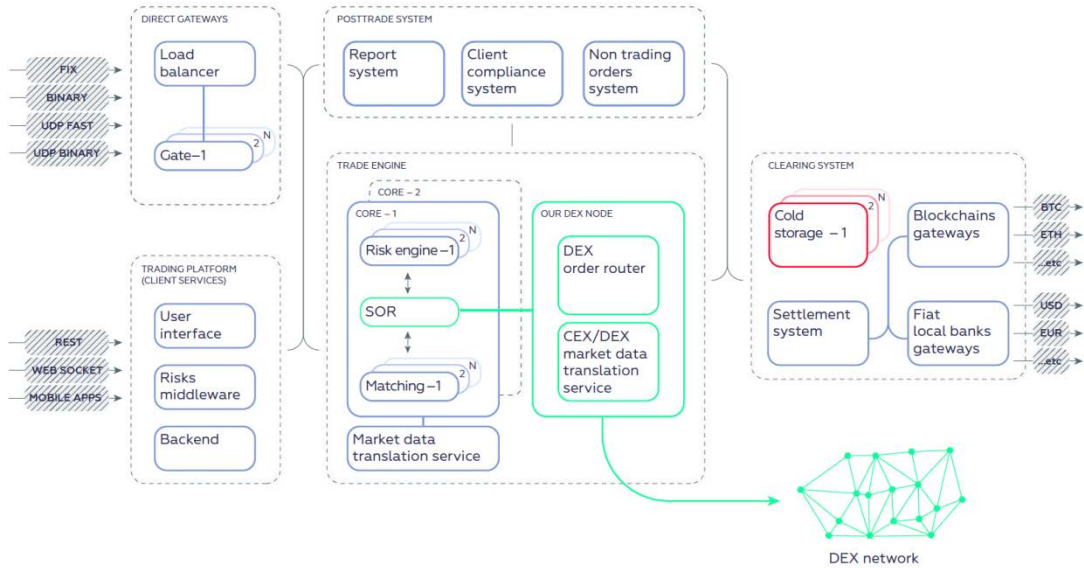 DIRECT GATEWAYS
Load
balancer
Gate–1
2
N
FIX
BINARY
UDP FAST
UDP BINARY
TRADING PLATFORM
(CLIENT SERVICES)
User
interface
Risks
middleware
Backend
REST
WEB SOCKET
MOBILE APPS
POSTTRADE SYSTEM
Report
system
Client
compliance
system
Non trading
orders
system
TRADE ENGINE
CORE – 2
CORE – 1
Risk engine –1
2
N
SOR
Matching –1
2
N
Market data
translation service
OUR DEX NODE
DEX
order router
CEX/DEX
market data
translation
service
CLEARING SYSTEM
Cold
storage – 1
2
N
Blockchains
gateways
Settlement
system
Fiat
local banks
gateways
BTC
ETH
...etc
USD
EUR
...etc
DEX network